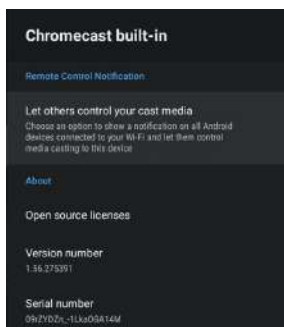 Chromecast built-in
Remote Control Notification
Let others control your cast media
Choose an option to show a notification on all Android
devices connected to your Wi-Fi and let them control
media casting to this device
About
Open source licenses
Version number
1.56.275391
Serial number